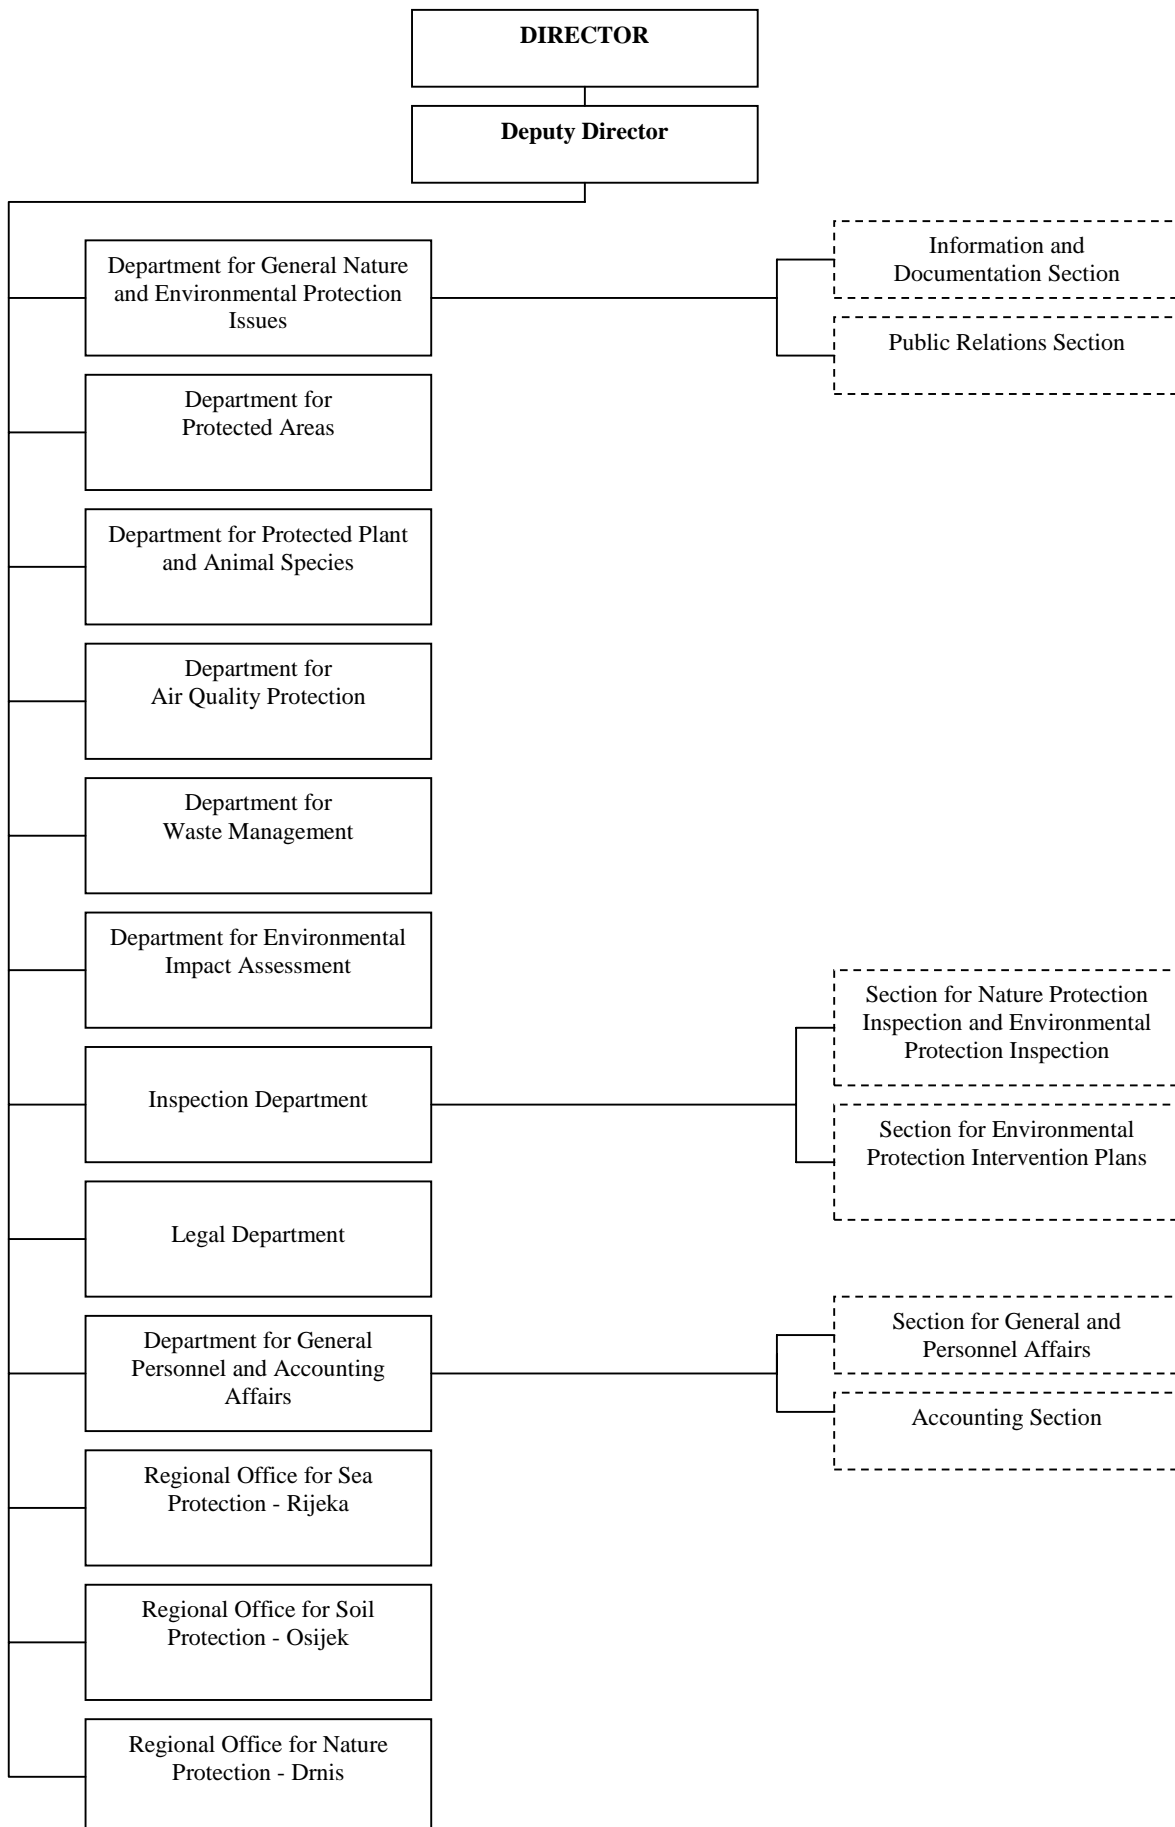 DIRECTOR
Deputy Director
Department for General Nature
and Environmental Protection
Issues
Information and
Documentation Section
Public Relations Section
Department for
Protected Areas
Department for Protected Plant
and Animal Species
Department for
Air Quality Protection
Department for
Waste Management
Department for Environmental
Impact Assessment
Inspection Department
Section for Nature Protection
Inspection and Environmental
Protection Inspection
Section for Environmental
Protection Intervention Plans
Legal Department
Department for General
Personnel and Accounting
Affairs
Section for General and
Personnel Affairs
Accounting Section
Regional Office for Sea
Protection - Rijeka
Regional Office for Soil
Protection - Osijek
Regional Office for Nature
Protection - Drnis